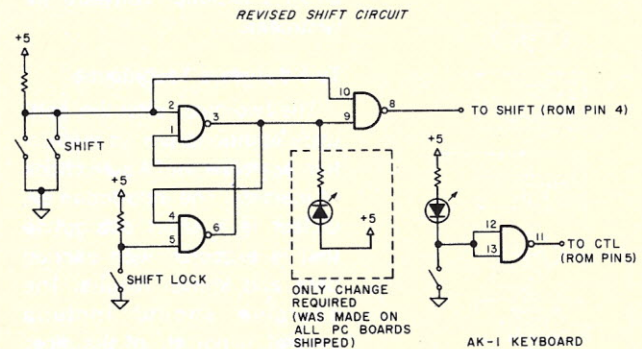 REVISED SHIFT CIRCUIT
+5
10
8
TO SHIFT (ROM PIN 4)
2
3
9
1
SHIFT
+5
+5
+5
4
6
12
11
TO CTL
(ROM PIN 5)
5
13
SHIFT LOCK
ONLY CHANGE
REQUIRED
(WAS MADE ON
ALL PC BOARDS
SHIPPED)
AK-1 KEYBOARD